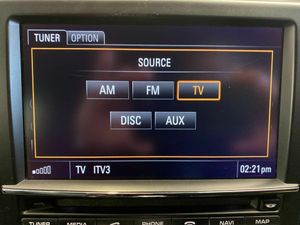 TUNER OPTION
SOURCE
AM FM TV
DISC AUX
TV ITV3 02:21pm
TUNER MEDIA PHONE NAVI MAP